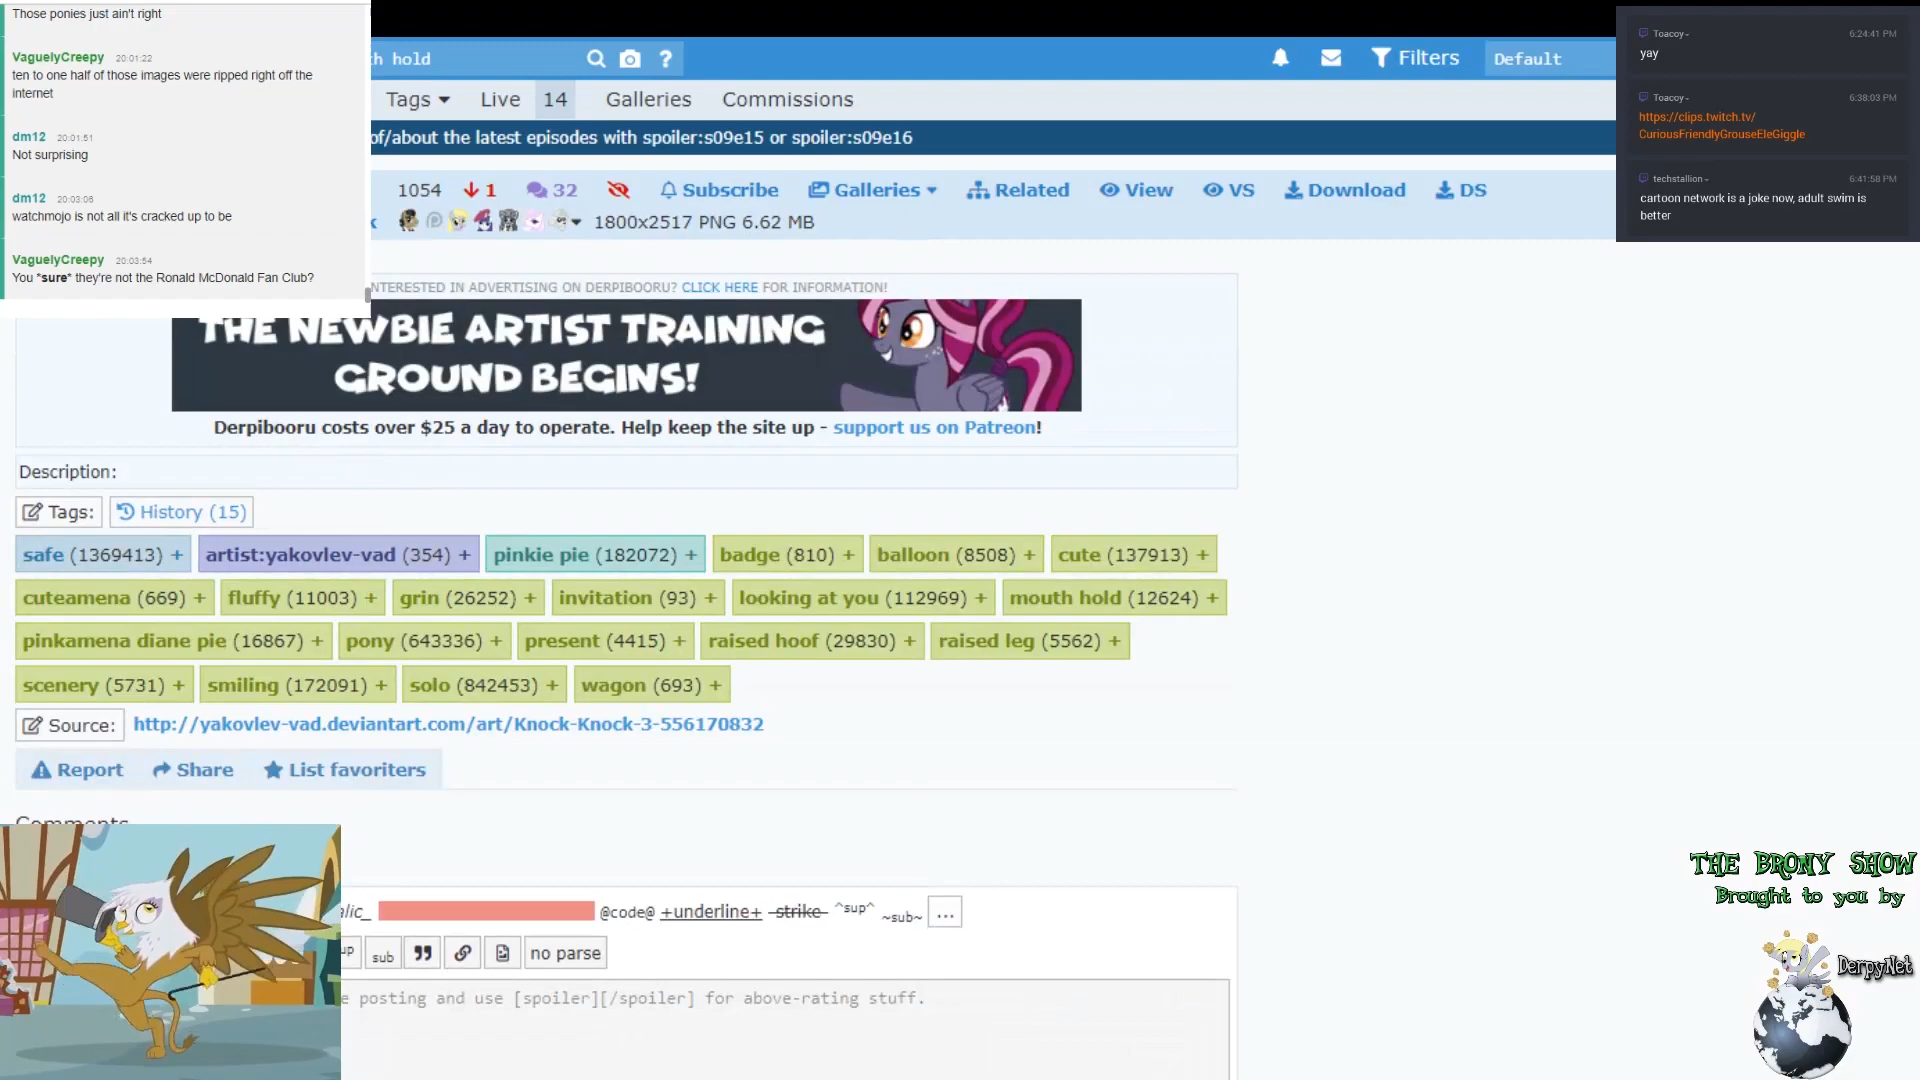 Those ponies just ain't right
VaguelyCreepy 20:01:22
ten to one half of those images were ripped right off the
internet
dm12 20:01:51
Not surprising
dm12 20:03:06
watchmojo is not all it's cracked up to be
VaguelyCreepy 20:03:54
You *sure* they're not the Ronald McDonald Fan Club?
hold ? Filters Default
Tags Live 14 Galleries Commissions
of/about the latest episodes with spoiler:s09e15 or spoiler:s09e16
1054 1 32 Subscribe Galleries Related View VS Download DS
1800x2517 PNG 6.62 MB
Toacoy 6:24:41 PM
yay
Toacoy 6:38:03 PM
https://clips.twitch.tv/
CuriousFriendlyGrouseEleGiggle
techstallion 6:41:58 PM
cartoon network is a joke now, adult swim is
better
NTERESTED IN ADVERTISING ON DERPIBOORU? CLICK HERE FOR INFORMATION!
THE NEWBIE ARTIST TRAINING
GROUND BEGINS!
Derpibooru costs over $25 a day to operate. Help keep the site up - support us on Patreon!
Description:
Tags: History (15)
safe (1369413) + artist:yakovlev-vad (354) + pinkie pie (182072) + badge (810) + balloon (8508) + cute (137913) +
cuteamena (669) + fluffy (11003) + grin (26252) + invitation (93) + looking at you (112969) + mouth hold (12624) +
pinkamena diane pie (16867) + pony (643336) + present (4415) + raised hoof (29830) + raised leg (5562) +
scenery (5731) + smiling (172091) + solo (842453) + wagon (693) +
Source: http://yakovlev-vad.deviantart.com/art/Knock-Knock-3-556170832
Report Share List favoriters
Comments
alic_ @code@ +underline+ -strike- ^sup^ ~sub~ ...
up sub no parse
e posting and use [spoiler][/spoiler] for above-rating stuff.
THE BRONY SHOW
Brought to you by
DerpyNet